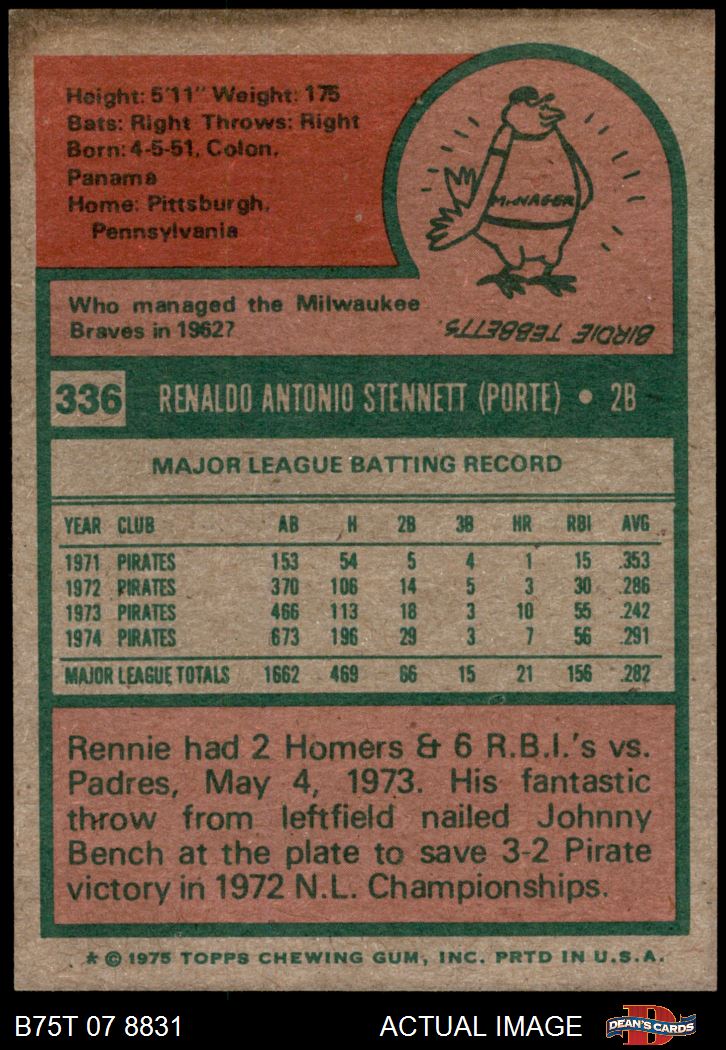 Height: 5'11" Weight: 175
Bats: Right Throws: Right
Born: 4-5-51, Colon,
Panama
Home: Pittsburgh,
Pennsylvania
MANAGER
Who managed the Milwaukee
Braves in 1962?
BIRDIE TEBBETTS.
336 RENALDO ANTONIO STENNETT (PORTE) • 2B
MAJOR LEAGUE BATTING RECORD
YEAR CLUB AB H 2B 3B HR RBI AVG
1971 PIRATES 153 54 5 4 1 15 .353
1972 PIRATES 370 106 14 5 3 30 .286
1973 PIRATES 466 113 18 3 10 55 .242
1974 PIRATES 673 196 29 3 7 56 .291
MAJOR LEAGUE TOTALS 1662 469 66 15 21 156 .282
Rennie had 2 Homers & 6 R.B.I.'s vs.
Padres, May 4, 1973. His fantastic
throw from leftfield nailed Johnny
Bench at the plate to save 3-2 Pirate
victory in 1972 N.L. Championships.
* © 1975 TOPPS CHEWING GUM, INC. PRTD IN U.S.A.
B75T 07 8831 ACTUAL IMAGE D DEAN'S CARDS